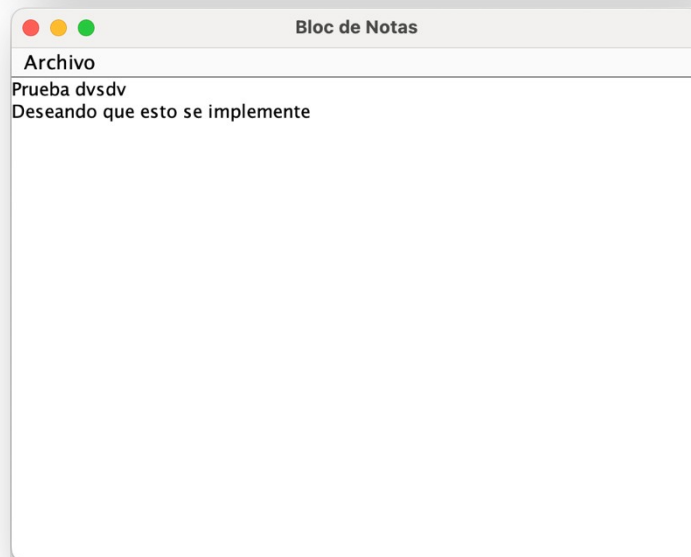 Bloc de Notas
Archivo
Prueba dvsdv
Deseando que esto se implemente